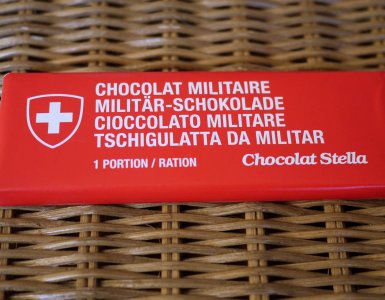 CHOCOLAT MILITAIRE
MILITÄR-SCHOKOLADE
CIOCCOLATO MILITARE
TSCHIGULATTA DA MILITAR
1 PORTION / RATION
Chocolat Stella